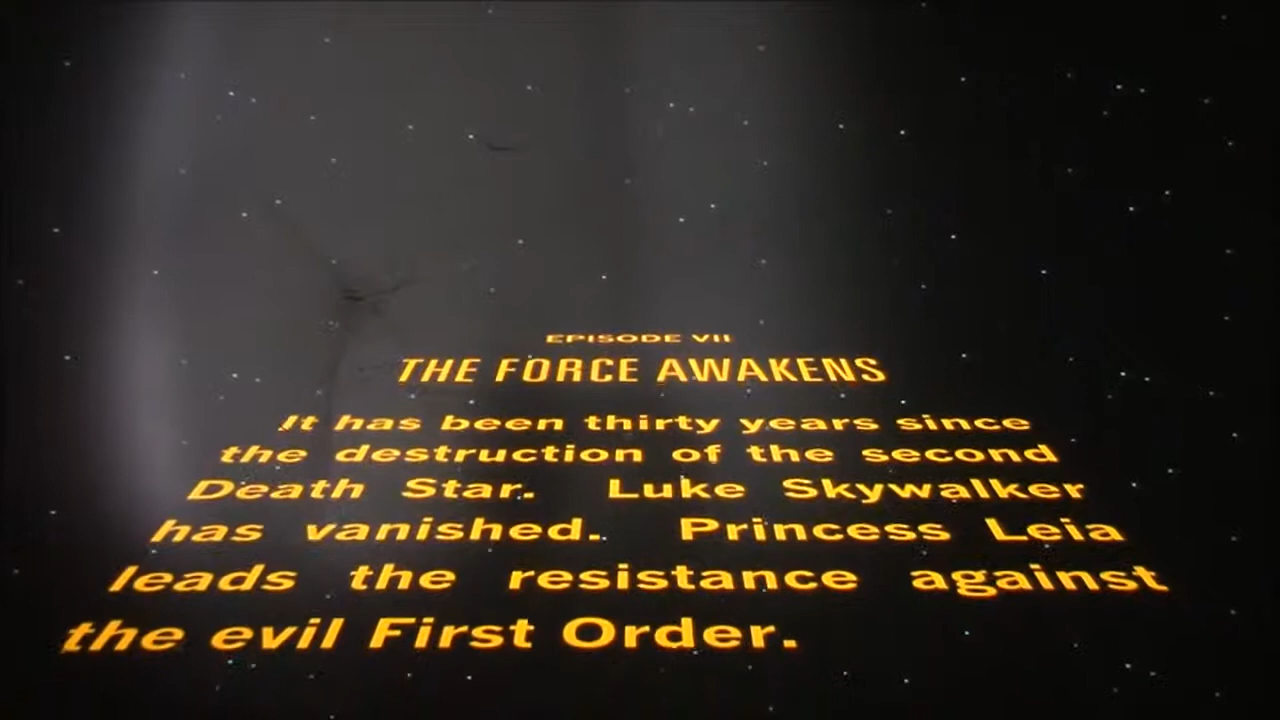 EPISODE VII
THE FORCE AWAKENS
It has been thirty years since
the destruction of the second
Death Star. Luke Skywalker
has vanished. Princess Leia
leads the resistance against
the evil First Order.